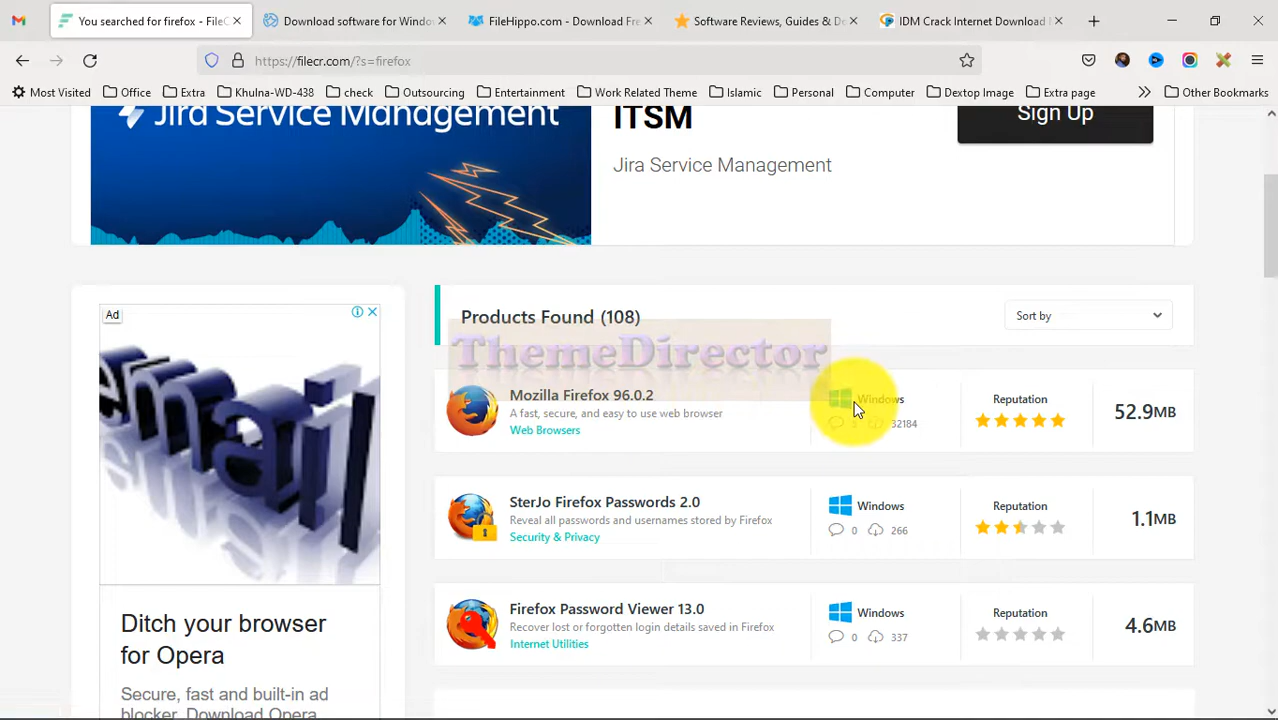 You searched for firefox - FileC
Download software for Window
FileHippo.com - Download Fre
Software Reviews, Guides & De
IDM Crack Internet Download M
https://filecr.com/?s=firefox
Most Visited
Office
Extra
Khulna-WD-438
check
Outsourcing
Entertainment
Work Related Theme
Islamic
Personal
Computer
Dextop Image
Extra page
Other Bookmarks
Jira Service Management
ITSM
Jira Service Management
Sign Up
Ad
email
Ditch your browser
for Opera
Secure, fast and built-in ad
blocker. Download Opera
Products Found (108)
Sort by
ThemeDirector
Mozilla Firefox 96.0.2
A fast, secure, and easy to use web browser
Web Browsers
Windows
32184
Reputation
52.9MB
SterJo Firefox Passwords 2.0
Reveal all passwords and usernames stored by Firefox
Security & Privacy
Windows
0 266
Reputation
1.1MB
Firefox Password Viewer 13.0
Recover lost or forgotten login details saved in Firefox
Internet Utilities
Windows
0 337
Reputation
4.6MB